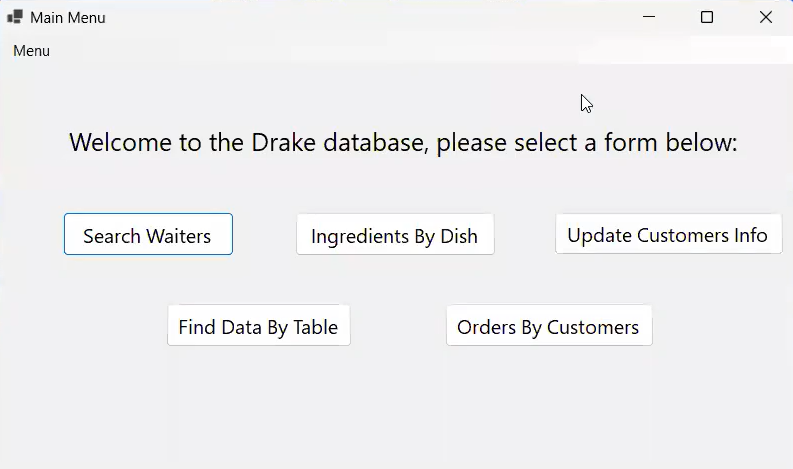 Main Menu
Menu
Welcome to the Drake database, please select a form below:
Search Waiters
Ingredients By Dish
Update Customers Info
Find Data By Table
Orders By Customers